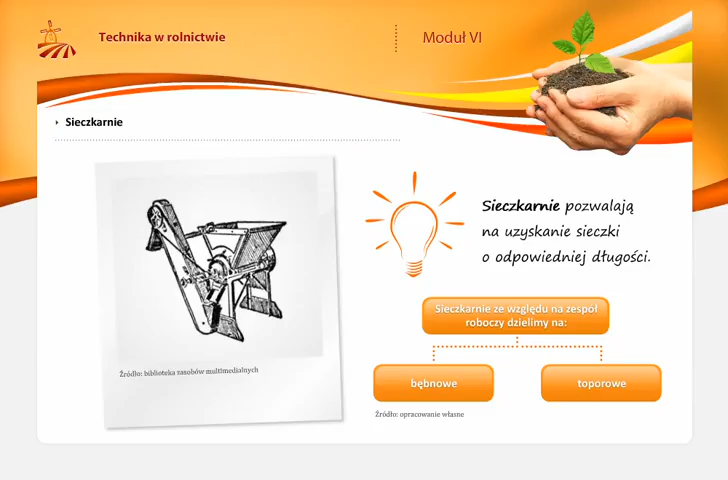 Technika w rolnictwie
Moduł VI
Sieczkarnie
Sieczkarnie pozwalają
na uzyskanie sieczki
o odpowiedniej długości.
Sieczkarnie ze względu na zespół
roboczy dzielimy na:
bębnowe
toporowe
Źródło: biblioteka zasobów multimedialnych
Źródło: opracowanie własne